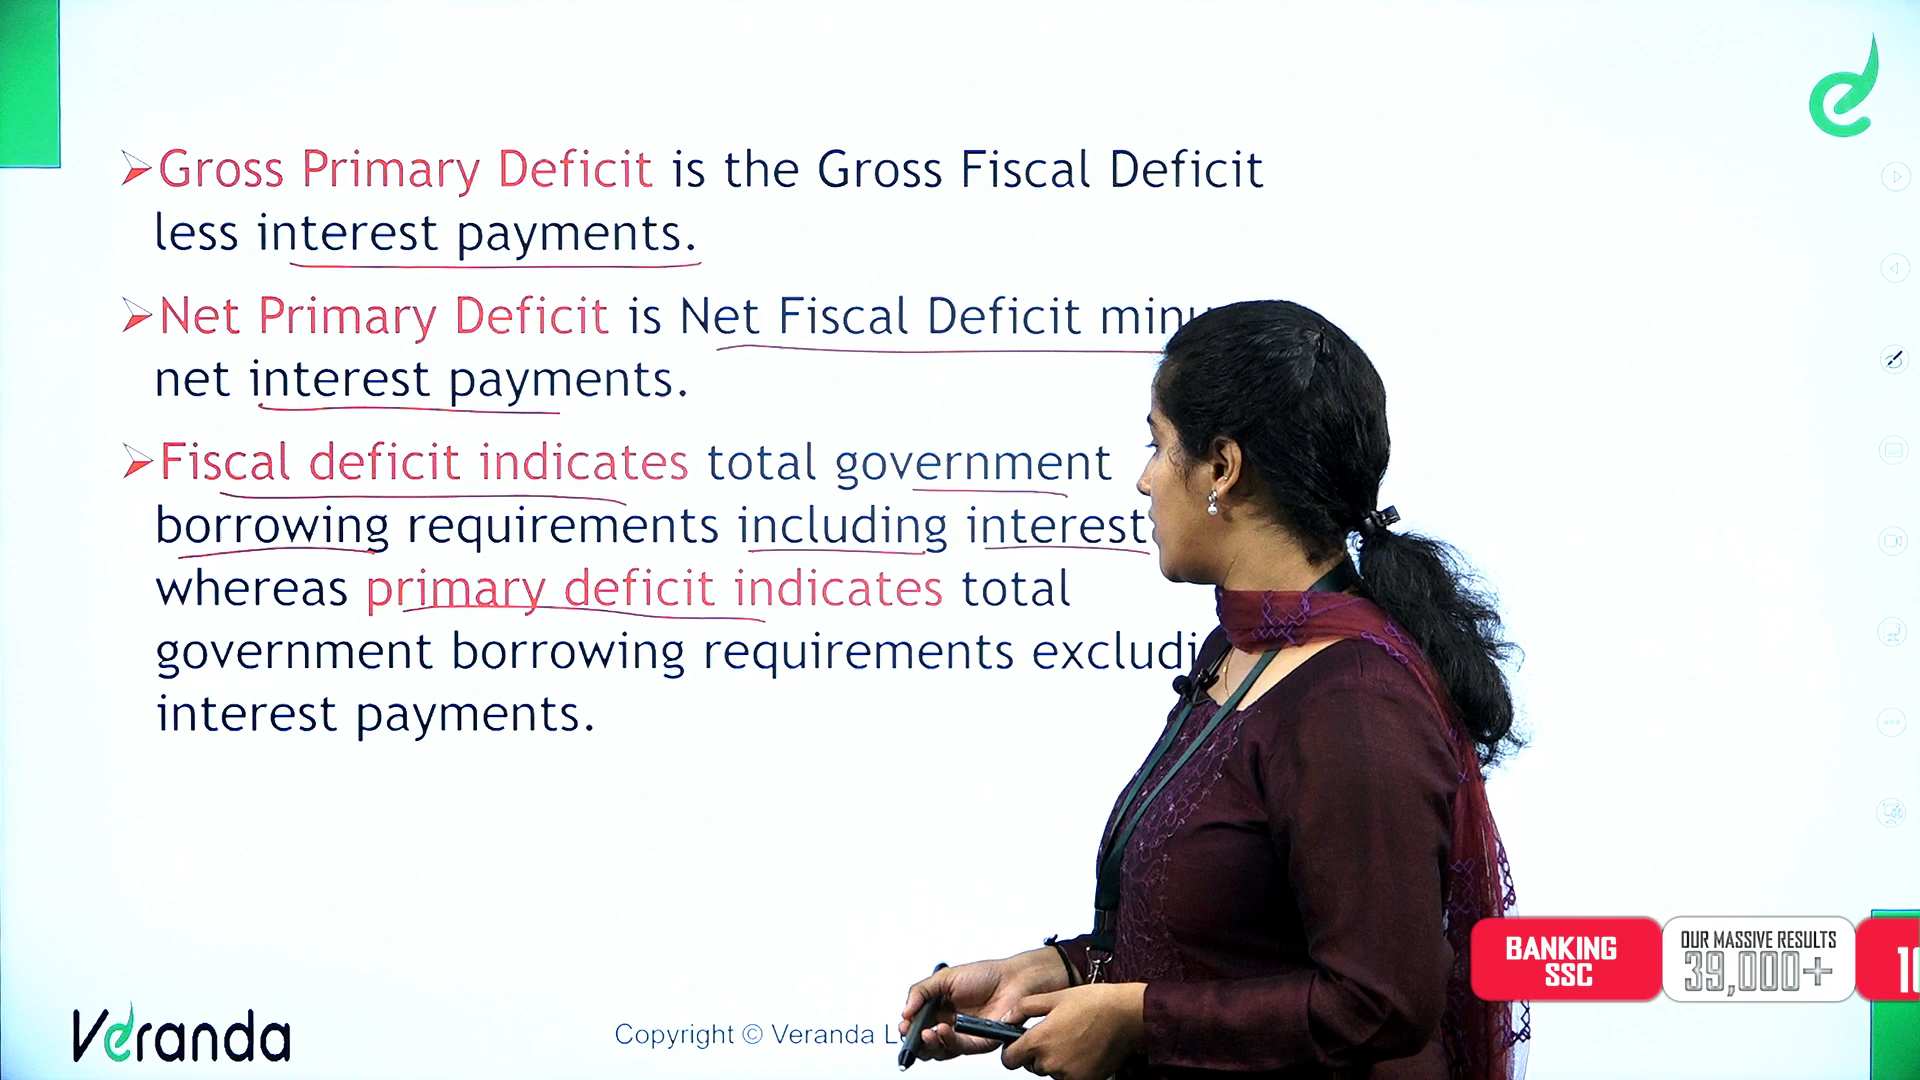 Gross Primary Deficit is the Gross Fiscal Deficit
less interest payments.
Net Primary Deficit is Net Fiscal Deficit
net interest payments.
Fiscal deficit indicates total government
borrowing requirements including interest
whereas primary deficit indicates total
government borrowing requirements
interest payments.
BANKING
SSC
OUR MASSIVE RESULTS
39,000+
Veranda
Copyright © Veranda